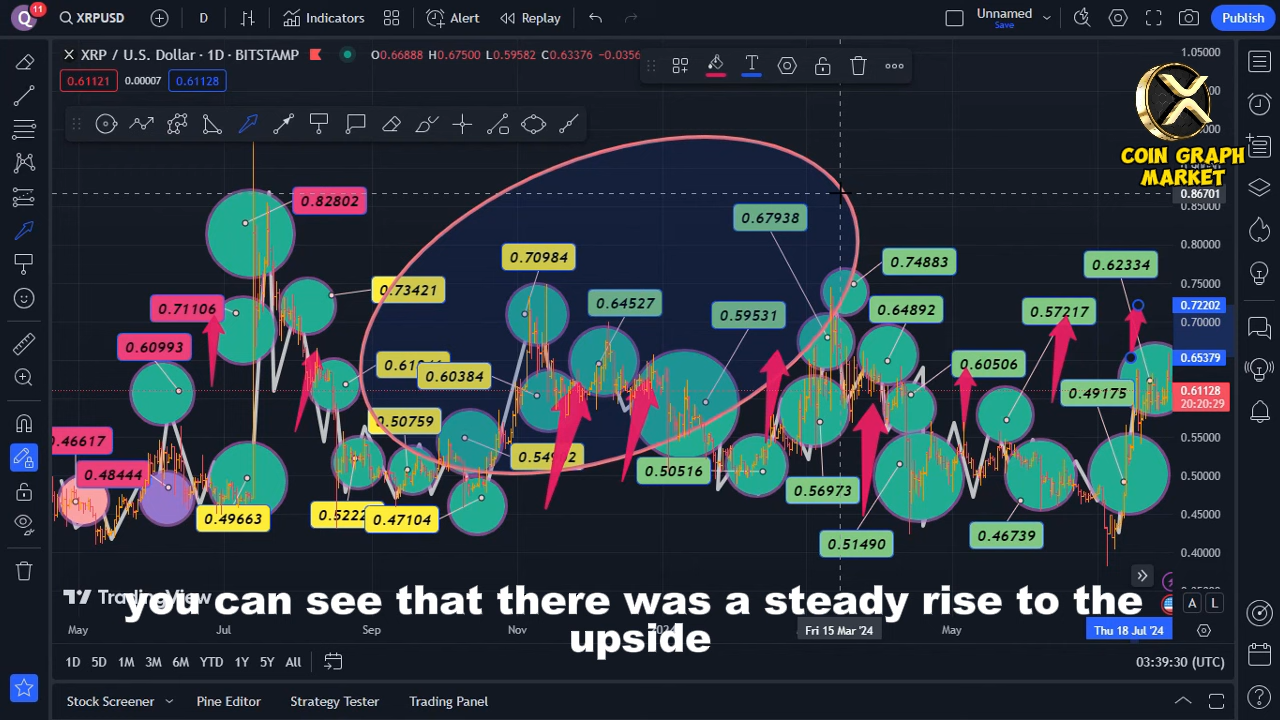 Q
11
XRPUSD
D
Indicators
Alert
Replay
Unnamed
Save
Publish
XRP / U.S. Dollar · 1D · BITSTAMP
O0.66888 H0.67500 L0.59582 C0.63376 −0.0356
0.61121
0.00007
0.61128
T
COIN GRAPH
MARKET
1.05000
0.86701
0.85000
0.80000
0.75000
0.72202
0.70000
0.65379
0.61128
20:20:29
0.55000
0.50000
0.45000
0.40000
0.82802
0.71106
0.60993
0.46617
0.48444
0.49663
0.73421
0.50759
0.47104
0.70984
0.60384
0.64527
0.59531
0.67938
0.50516
0.56973
0.74883
0.64892
0.60506
0.51490
0.57217
0.46739
0.62334
0.49175
TradingView
you can see that there was a steady rise to the
upside
May
Jul
Sep
Nov
Fri 15 Mar '24
May
Thu 18 Jul '24
A
L
1D
5D
1M
3M
6M
YTD
1Y
5Y
All
03:39:30 (UTC)
Stock Screener
Pine Editor
Strategy Tester
Trading Panel